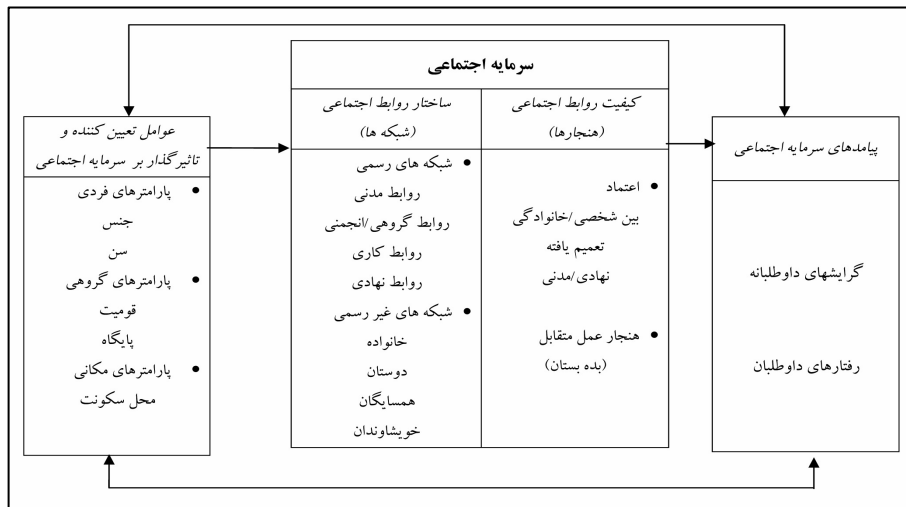 سرمایه اجتماعی
عوامل تعیین کننده و
تاثیرگذار بر سرمایه اجتماعی
• پارامترهای فردی
جنس
سن
• پارامترهای گروهی
قومیت
پایگاه
• پارامترهای مکانی
محل سکونت
ساختار روابط اجتماعی
(شبکه ها)
• شبکه های رسمی
روابط مدنی
روابط گروهی/انجمنی
روابط کاری
روابط نهادی
• شبکه های غیر رسمی
خانواده
دوستان
همسایگان
خویشاوندان
کیفیت روابط اجتماعی
(هنجارها)
• اعتماد
بین شخصی/خانوادگی
تعمیم یافته
نهادی/مدنی
• هنجار عمل متقابل
(بده بستان)
پیامدهای سرمایه اجتماعی
گرایشهای داوطلبانه
رفتارهای داوطلبان